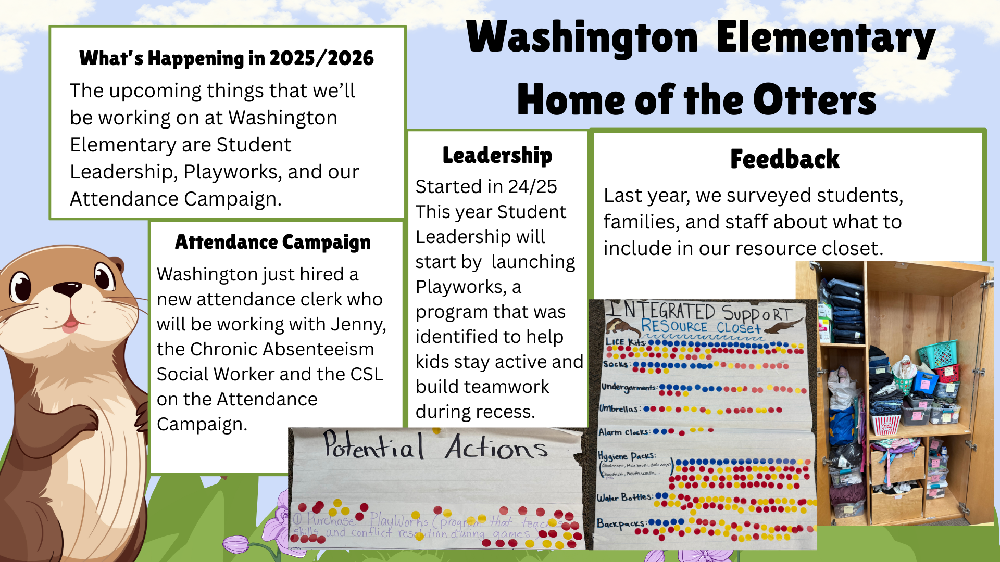 Washington Elementary
Home of the Otters
What's Happening in 2025/2026
The upcoming things that we'll
be working on at Washington
Elementary are Student
Leadership, Playworks, and our
Attendance Campaign.
Attendance Campaign
Washington just hired a
new attendance clerk who
will be working with Jenny,
the Chronic Absenteeism
Social Worker and the CSL
on the Attendance
Campaign.
Leadership
Started in 24/25
This year Student
Leadership will
start by launching
Playworks, a
program that was
identified to help
kids stay active and
build teamwork
during recess.
Feedback
Last year, we surveyed students,
families, and staff about what to
include in our resource closet.
Potential Actions
① Purchase PlayWorks (program that teaches
skills and conflict resolution during games)
INTEGRATED SuppORT
RESOURCE CLOSet
LICE Kits:
Socks:
Undergarments:
Umbrellas:
Alarm Clocks:
Hygiene Packs:
(deodorant, Hairbrush, dude wipes
Chapstick, Mouth wash,...)
Water Bottles:
Backpacks:
POP
CORN